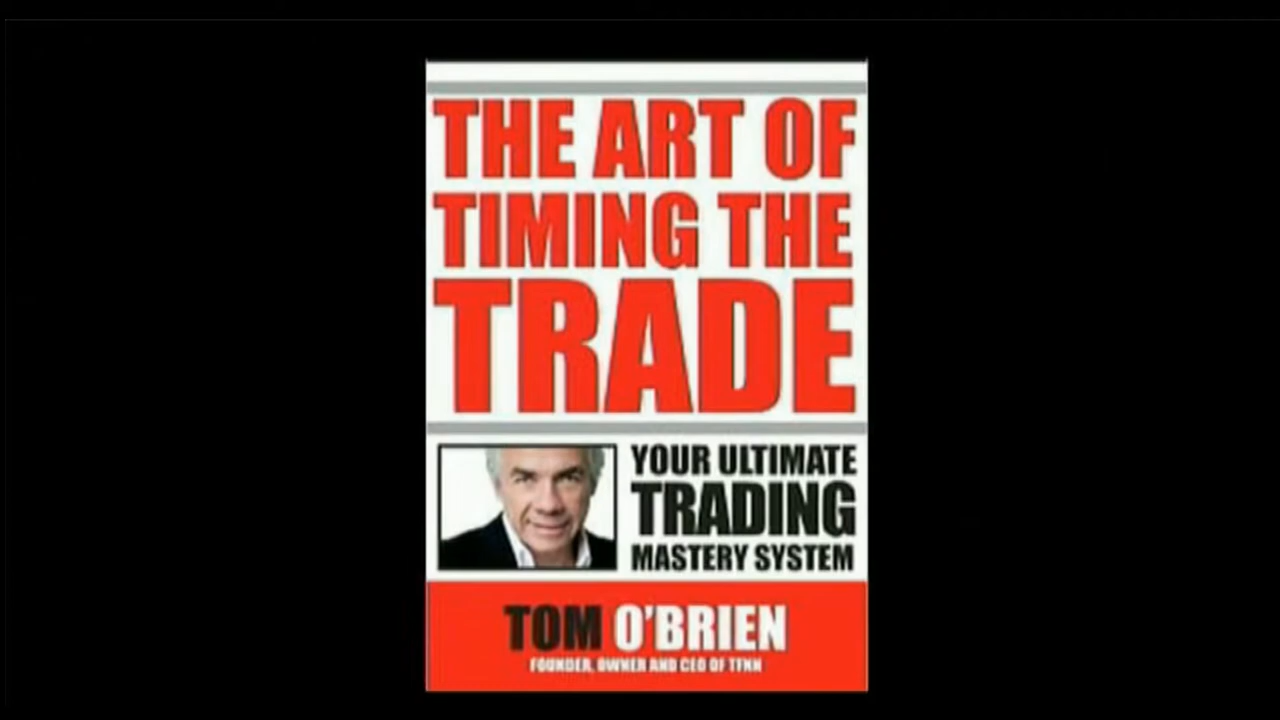 THE ART OF
TIMING THE
TRADE
YOUR ULTIMATE
TRADING
MASTERY SYSTEM
TOM O'BRIEN
FOUNDER, OWNER AND CEO OF TFNN